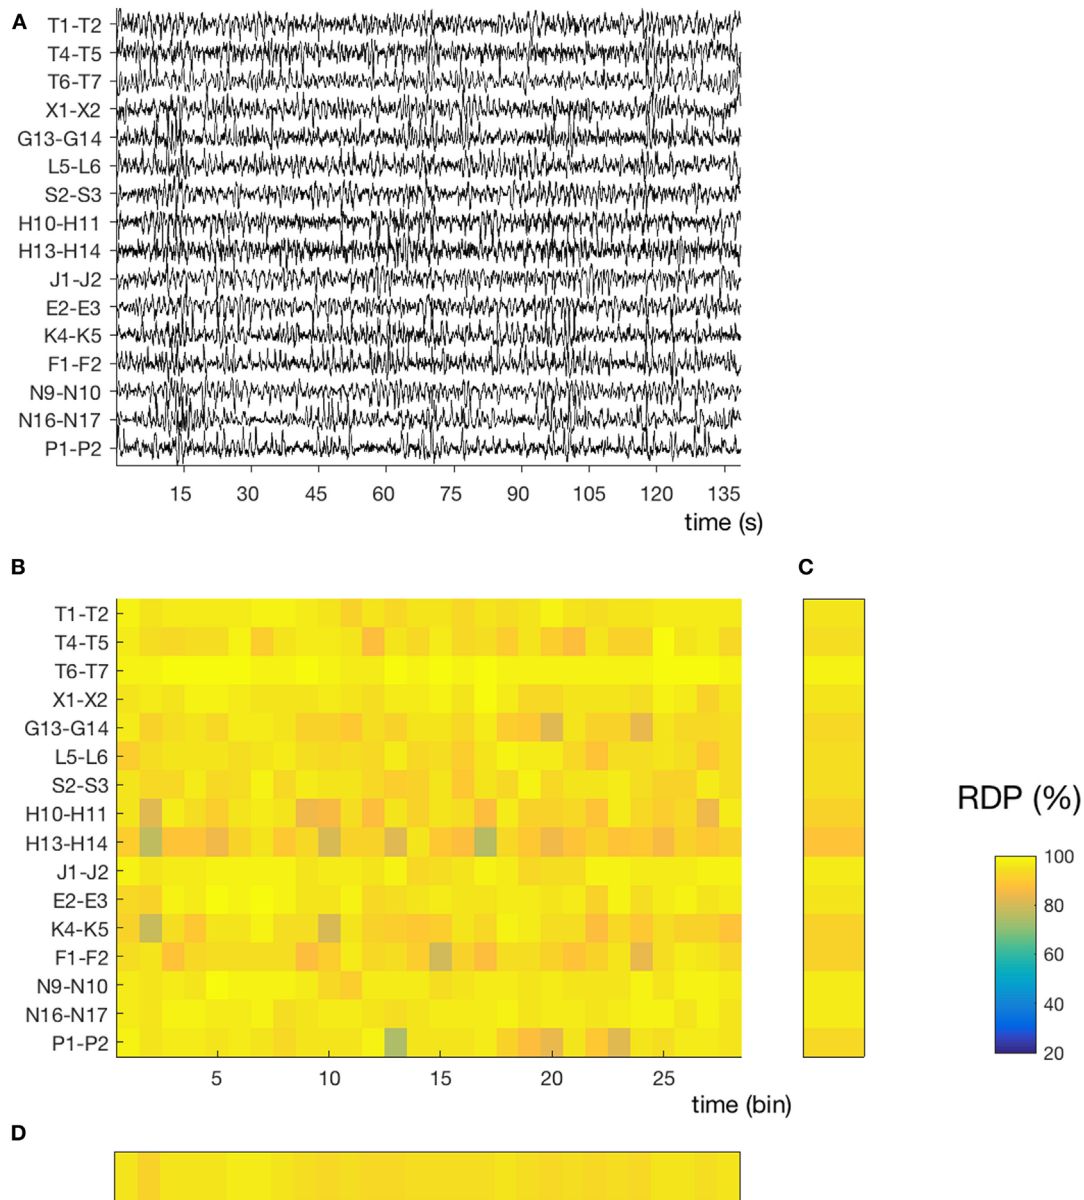 A
T1-T2
T4-T5
T6-T7
X1-X2
G13-G14
L5-L6
S2-S3
H10-H11
H13-H14
J1-J2
E2-E3
K4-K5
F1-F2
N9-N10
N16-N17
P1-P2
15 30 45 60 75 90 105 120 135
time (s)
B
T1-T2
T4-T5
T6-T7
X1-X2
G13-G14
L5-L6
S2-S3
H10-H11
H13-H14
J1-J2
E2-E3
K4-K5
F1-F2
N9-N10
N16-N17
P1-P2
5 10 15 20 25
time (bin)
C
RDP (%)
100
80
60
40
20
D